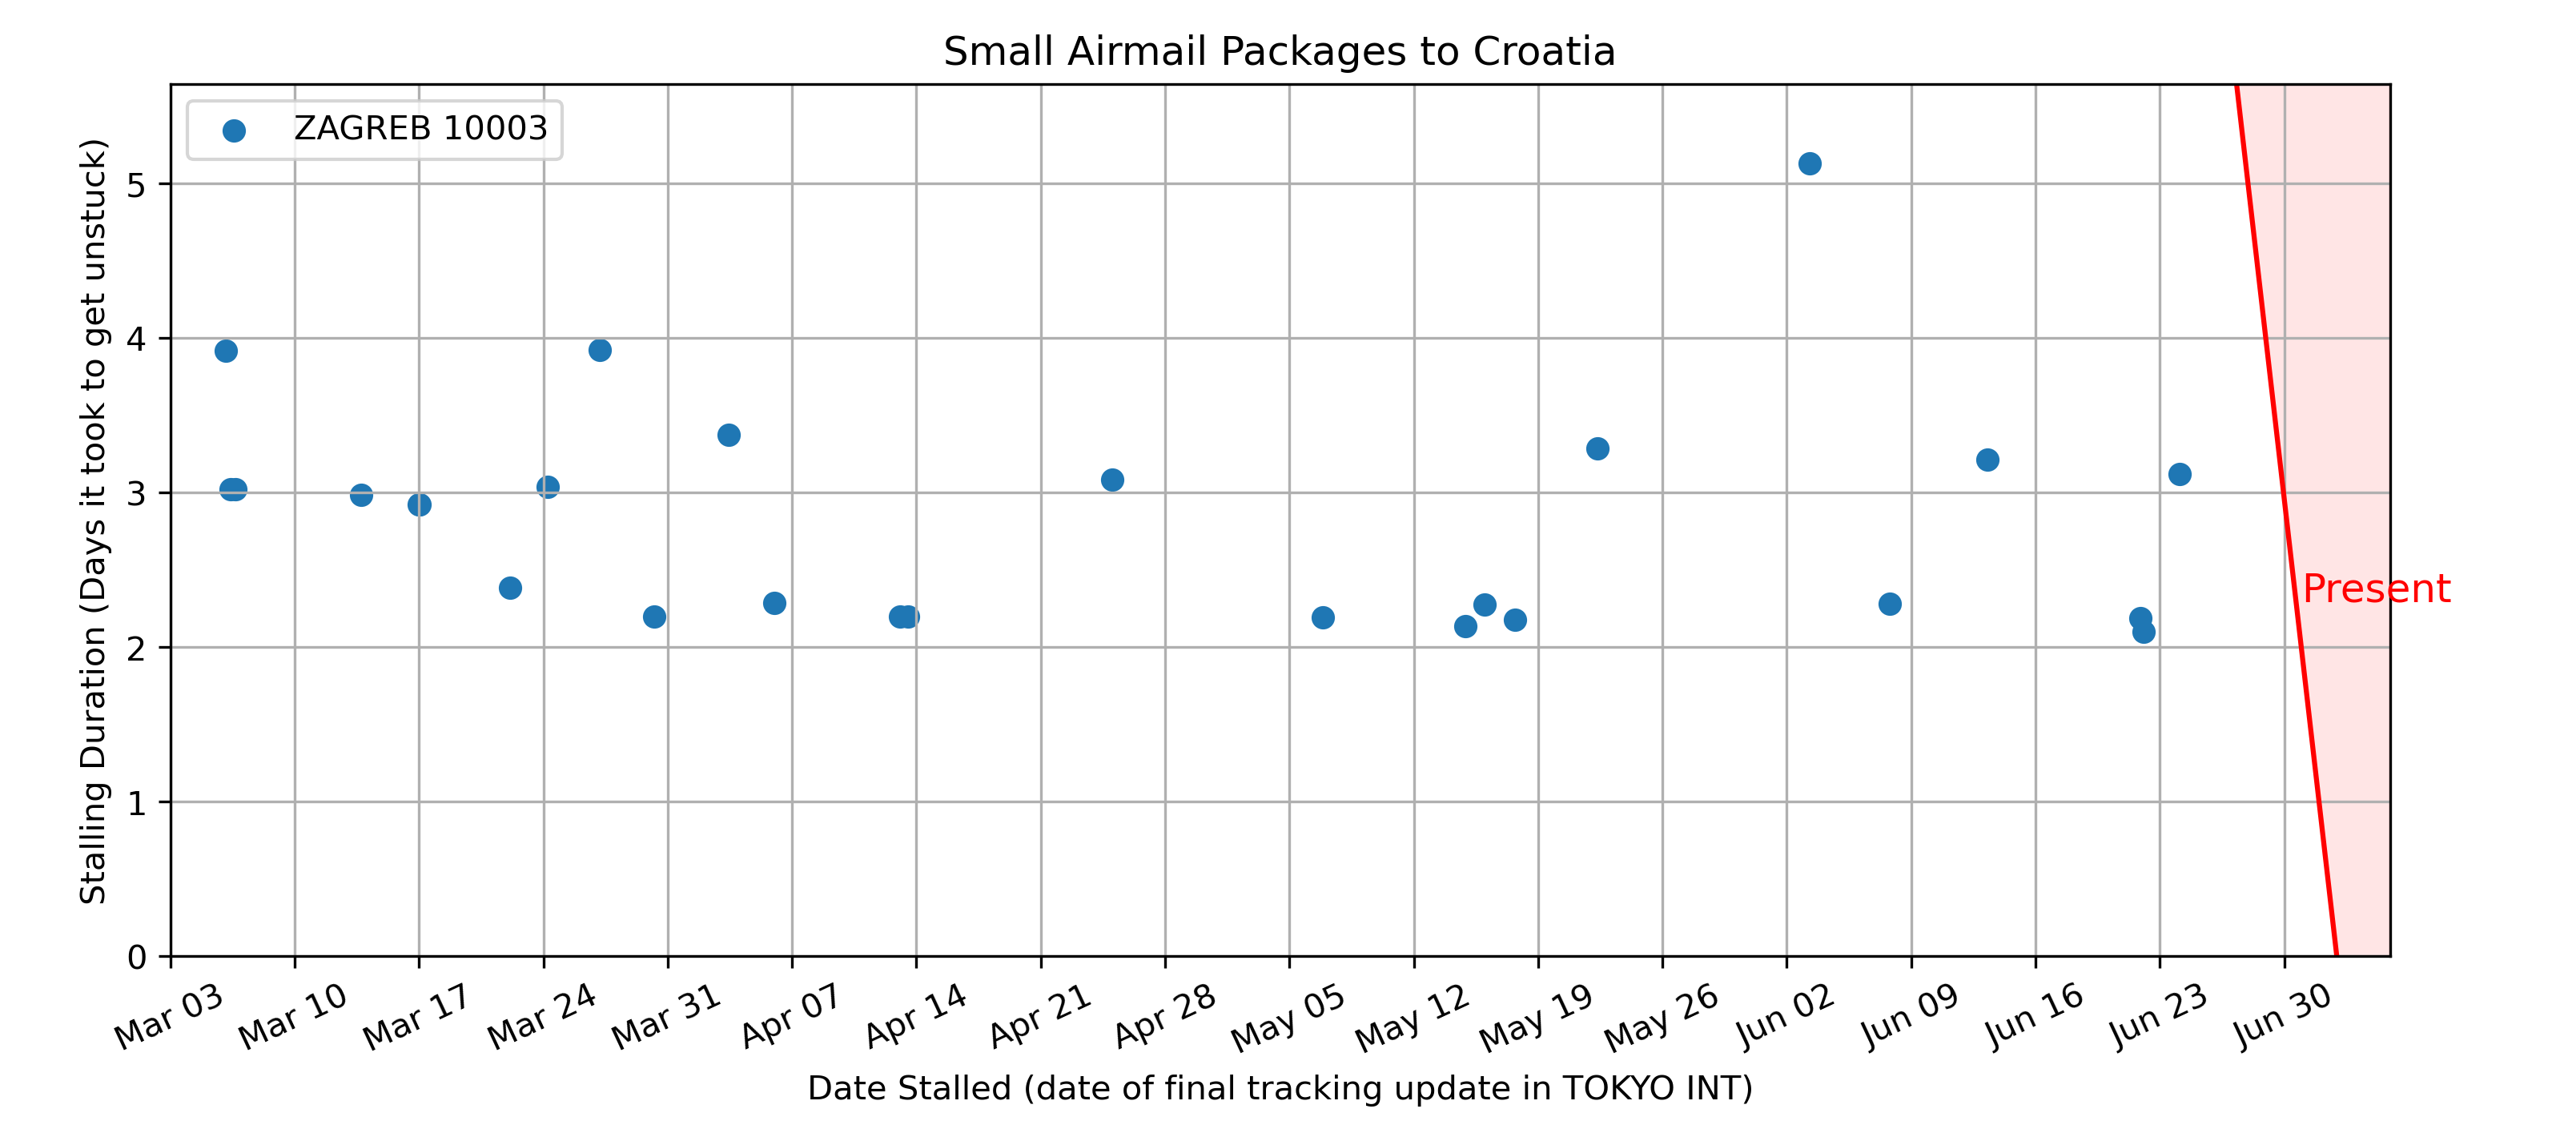 Small Airmail Packages to Croatia
ZAGREB 10003
Stalling Duration (Days it took to get unstuck)
5
4
3
2
1
0
Present
Mar 03
Mar 10
Mar 17
Mar 24
Mar 31
Apr 07
Apr 14
Apr 21
Apr 28
May 05
May 12
May 19
May 26
Jun 02
Jun 09
Jun 16
Jun 23
Jun 30
Date Stalled (date of final tracking update in TOKYO INT)